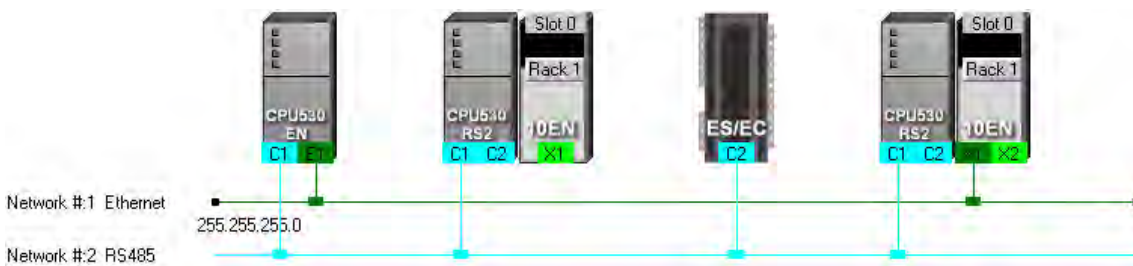 Slot 0
Rack 1
CPU530
EN
C1 E1
CPU530
RS2
C1 C2
10EN
X1
ES/EC
C2
Slot 0
Rack 1
CPU530
RS2
C1 C2
10EN
X1 X2
Network #:1 Ethernet
255.255.255.0
Network #:2 RS485